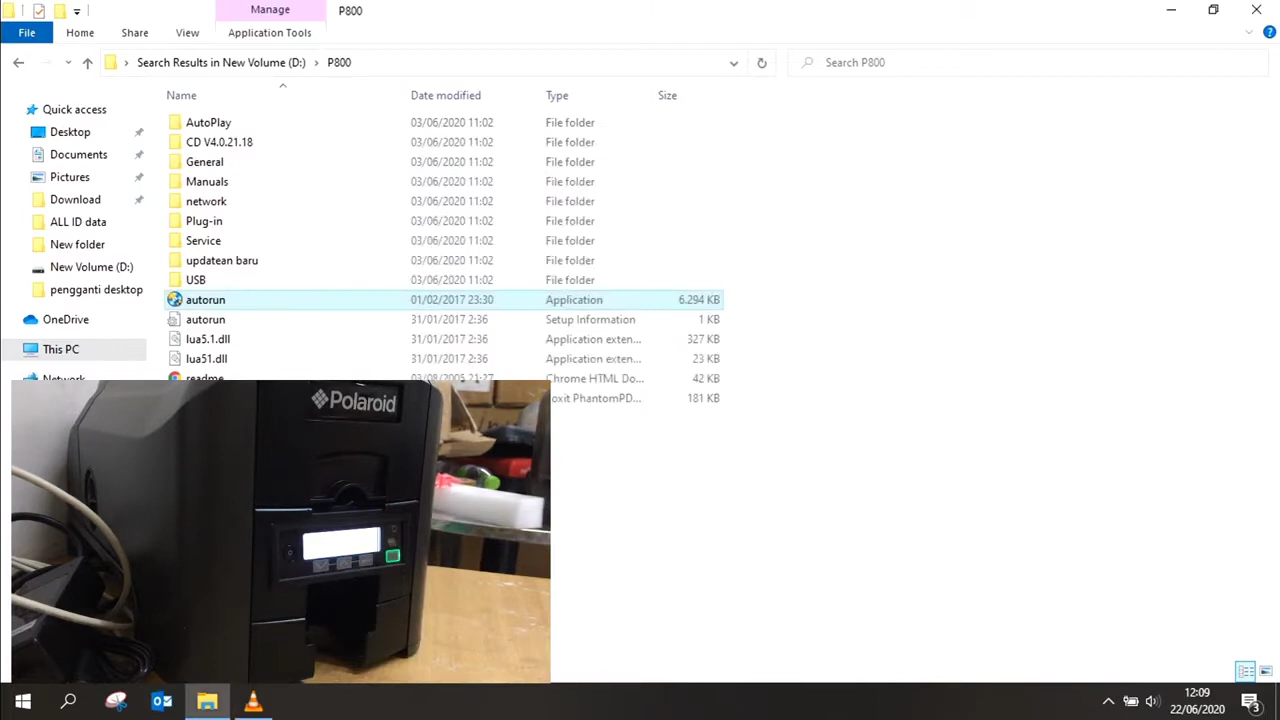 Manage
P800
File
Home
Share
View
Application Tools
Search Results in New Volume (D:)
P800
Search P800
Name
Date modified
Type
Size
Quick access
Desktop
Documents
Pictures
Download
ALL ID data
New folder
New Volume (D:)
pengganti desktop
OneDrive
This PC
Network
AutoPlay 03/06/2020 11:02 File folder
CD V4.0.21.18 03/06/2020 11:02 File folder
General 03/06/2020 11:02 File folder
Manuals 03/06/2020 11:02 File folder
network 03/06/2020 11:02 File folder
Plug-in 03/06/2020 11:02 File folder
Service 03/06/2020 11:02 File folder
updatean baru 03/06/2020 11:02 File folder
USB 03/06/2020 11:02 File folder
autorun 01/02/2017 23:30 Application 6.294 KB
autorun 31/01/2017 2:36 Setup Information 1 KB
lua5.1.dll 31/01/2017 2:36 Application exten... 327 KB
lua51.dll 31/01/2017 2:36 Application exten... 23 KB
readme 03/08/2005 21:27 Chrome HTML Do... 42 KB
oxit PhantomPD... 181 KB
Polaroid
12:09
22/06/2020
3